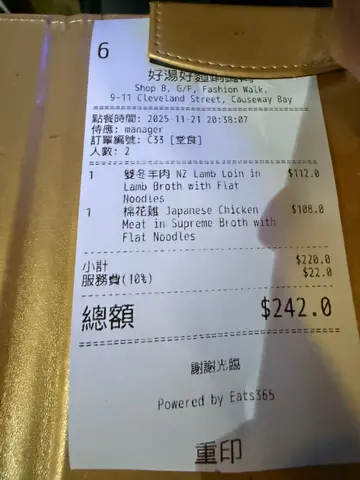 6
好湯好麵
Shop B, G/F, Fashion Walk,
9-11 Cleveland Street, Causeway Bay
點餐時間: 2025-11-21 20:38:07
侍應: manager
訂單編號: C33 [堂食]
人數: 2
1 雙冬羊肉 NZ Lamb Loin in $112.0
Lamb Broth with Flat
Noodles
1 棉花雞 Japanese Chicken $108.0
Meat in Supreme Broth with
Flat Noodles
小計 $220.0
服務費(10%) $22.0
總額 $242.0
謝謝光臨
Powered by Eats365
重印